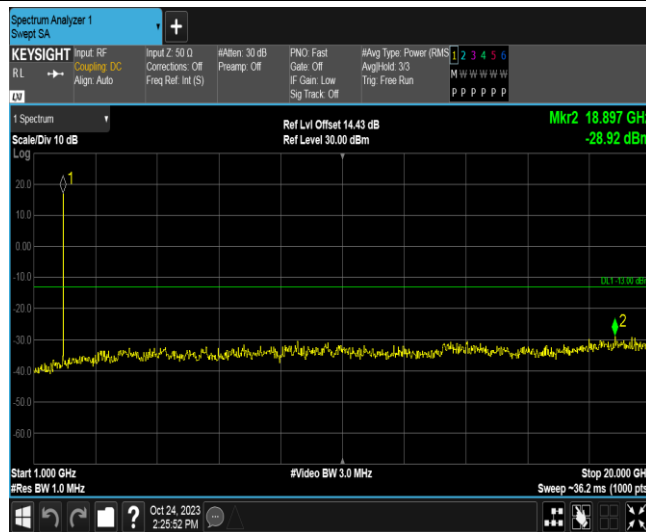 Spectrum Analyzer 1
Swept SA
+
KEYSIGHT
RL
LXI
Input: RF
Coupling: DC
Align: Auto
Input Z: 50 Ω
Corrections: Off
Freq Ref: Int (S)
#Atten: 30 dB
Preamp: Off
PNO: Fast
Gate: Off
IF Gain: Low
Sig Track: Off
#Avg Type: Power (RMS
Avg|Hold: 3/3
Trig: Free Run
1 2 3 4 5 6
M W W W W W
P P P P P P
1 Spectrum
Scale/Div 10 dB
Log
Ref Lvl Offset 14.43 dB
Ref Level 30.00 dBm
Mkr2 18.897 GHz
-28.92 dBm
1
20.0
10.0
0.00
-10.0
DL1 -13.00 dBm
-20.0
2
-30.0
-40.0
-50.0
-60.0
Start 1.000 GHz
#Res BW 1.0 MHz
#Video BW 3.0 MHz
Stop 20.000 GHz
Sweep ~36.2 ms (1000 pts
?
Oct 24, 2023
2:25:52 PM